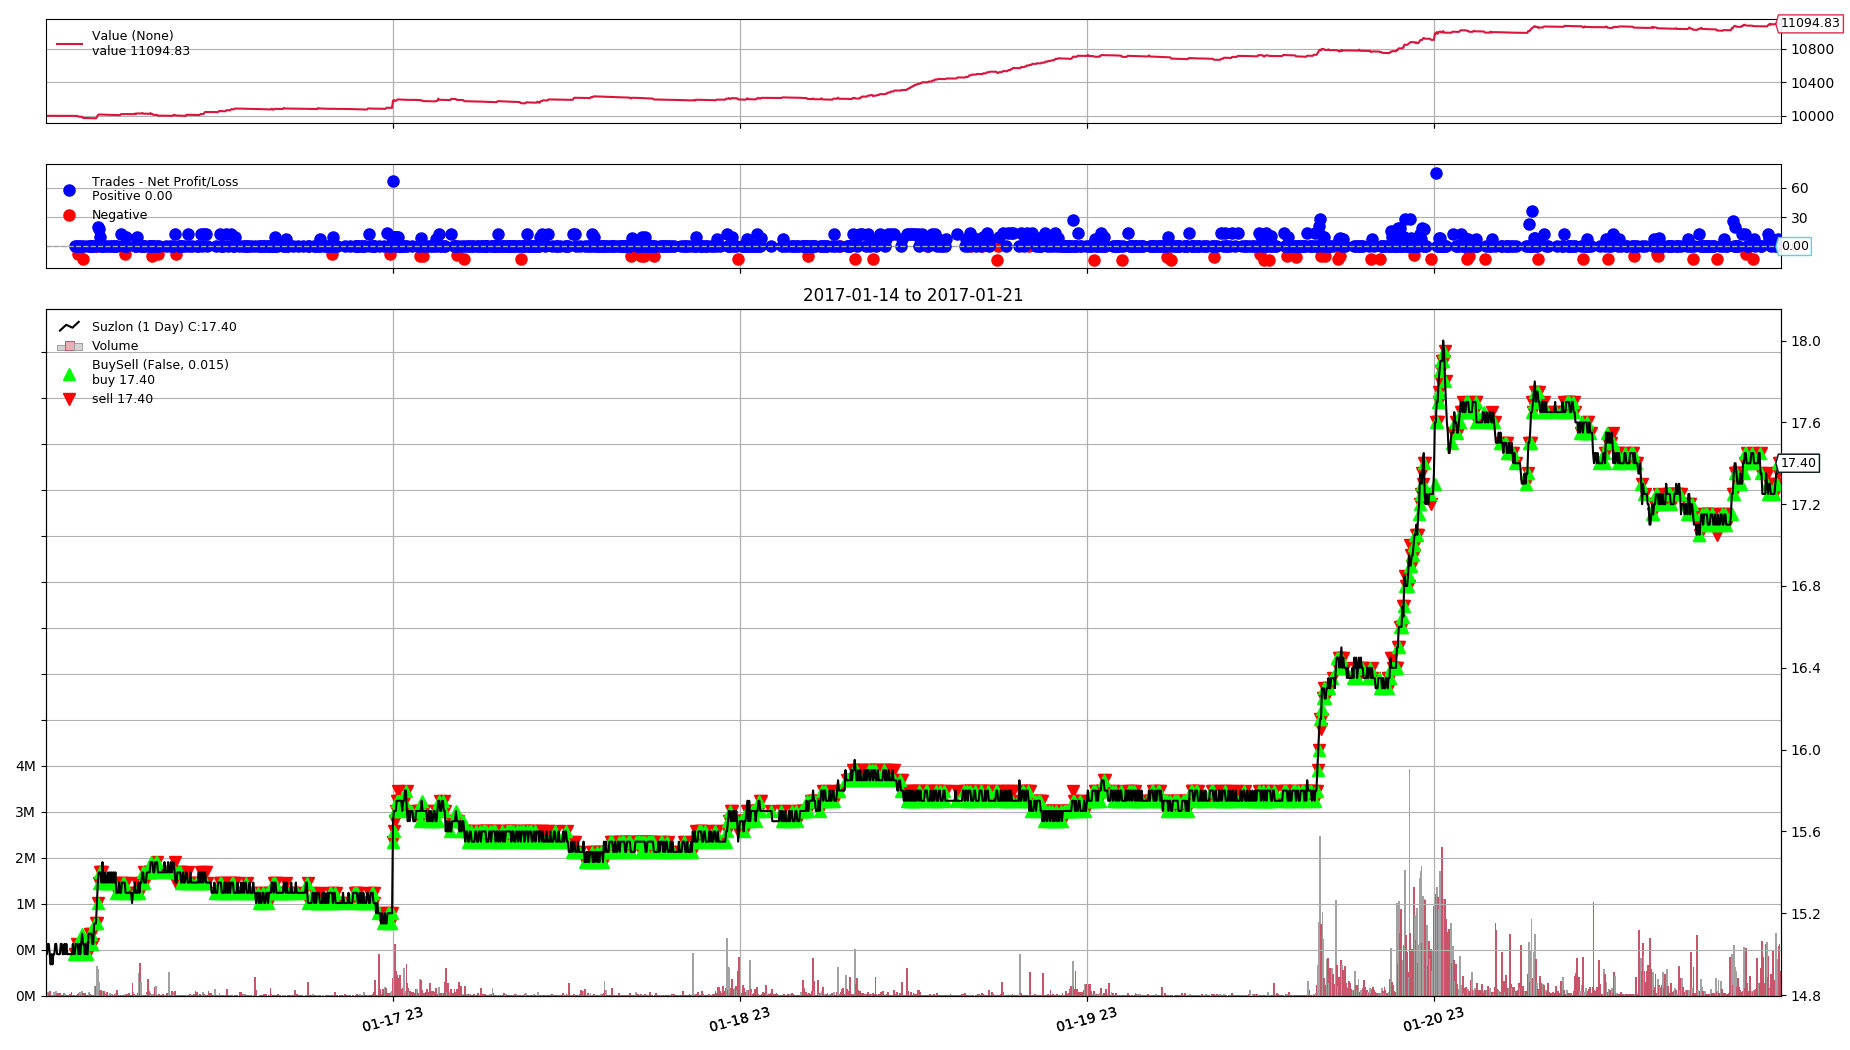 Value (None)
value 11094.83
11094.83
10800
10400
10000
Trades - Net Profit/Loss
Positive 0.00
Negative
60
30
0.00
2017-01-14 to 2017-01-21
Suzlon (1 Day) C:17.40
Volume
BuySell (False, 0.015)
buy 17.40
sell 17.40
18.0
17.6
17.40
17.2
16.8
16.4
16.0
15.6
15.2
14.8
4M
3M
2M
1M
0M
0M
01-17 23
01-18 23
01-19 23
01-20 23